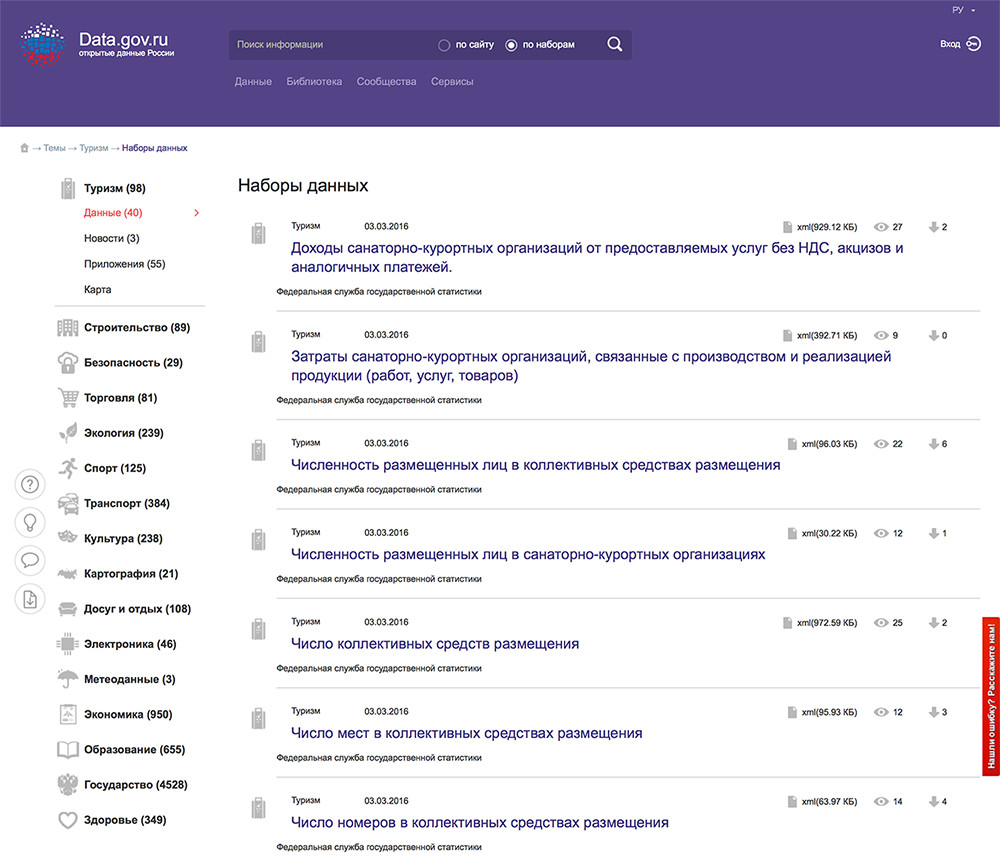 РУ
Data.gov.ru
открытые данные России
Поиск информации
по сайту
по наборам
Вход
Данные Библиотека Сообщества Сервисы
→ Темы → Туризм → Наборы данных
Туризм (98)
Данные (40)
Новости (3)
Приложения (55)
Карта
Строительство (89)
Безопасность (29)
Торговля (81)
Экология (239)
Спорт (125)
Транспорт (384)
Культура (238)
Картография (21)
Досуг и отдых (108)
Электроника (46)
Метеоданные (3)
Экономика (950)
Образование (655)
Государство (4528)
Здоровье (349)
Наборы данных
Туризм 03.03.2016 xml(929.12 КБ) 27 2
Доходы санаторно-курортных организаций от предоставляемых услуг без НДС, акцизов и
аналогичных платежей.
Федеральная служба государственной статистики
Туризм 03.03.2016 xml(392.71 КБ) 9 0
Затраты санаторно-курортных организаций, связанные с производством и реализацией
продукции (работ, услуг, товаров)
Федеральная служба государственной статистики
Туризм 03.03.2016 xml(96.03 КБ) 22 6
Численность размещенных лиц в коллективных средствах размещения
Федеральная служба государственной статистики
Туризм 03.03.2016 xml(30.22 КБ) 12 1
Численность размещенных лиц в санаторно-курортных организациях
Федеральная служба государственной статистики
Туризм 03.03.2016 xml(972.59 КБ) 25 2
Число коллективных средств размещения
Федеральная служба государственной статистики
Туризм 03.03.2016 xml(95.93 КБ) 12 3
Число мест в коллективных средствах размещения
Федеральная служба государственной статистики
Туризм 03.03.2016 xml(63.97 КБ) 14 4
Число номеров в коллективных средствах размещения
Федеральная служба государственной статистики
Нашли ошибку? Расскажите нам!